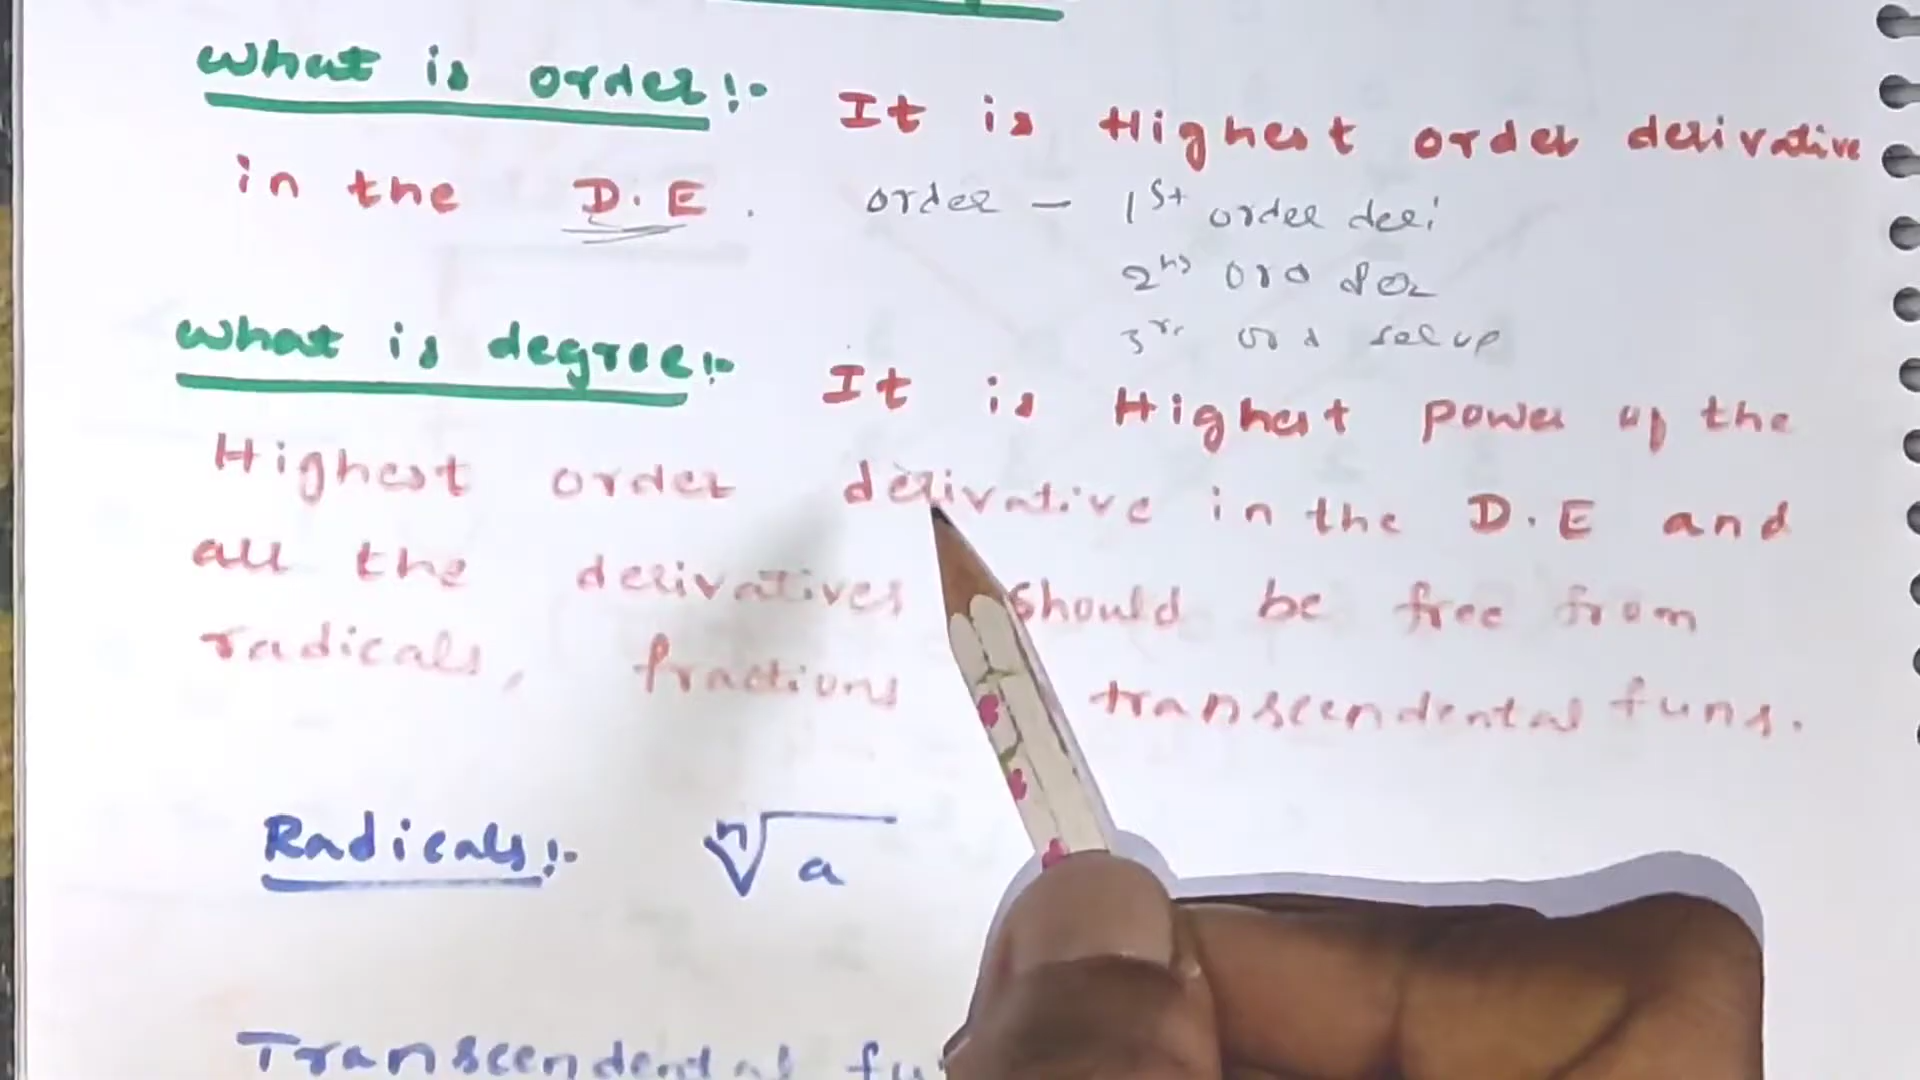 What is order:- It is Highest order derivative
in the D.E. order - 1st order deri
2nd ord der
3rd ord
What is degree:- It is Highest power of the
Highest order derivative in the D.E and
all the derivatives should be free from
radicals, fractions transcendental funs.
Radicals:- ⁿ√a
Transcendental